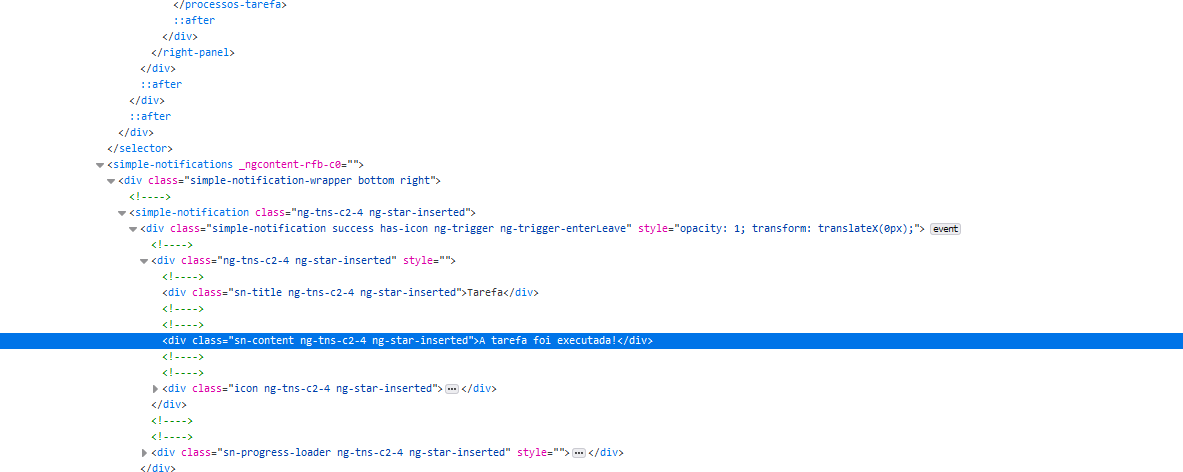 </processos-tarefa>
::after
</div>
</right-panel>
</div>
::after
</div>
::after
</div>
</selector>
<simple-notifications _ngcontent-rfb-c0="">
<div class="simple-notification-wrapper bottom right">
<!---->
<simple-notification class="ng-tns-c2-4 ng-star-inserted">
<div class="simple-notification success has-icon ng-trigger ng-trigger-enterLeave" style="opacity: 1; transform: translateX(0px);"> event
<!---->
<div class="ng-tns-c2-4 ng-star-inserted" style="">
<!---->
<div class="sn-title ng-tns-c2-4 ng-star-inserted">Tarefa</div>
<!---->
<!---->
<div class="sn-content ng-tns-c2-4 ng-star-inserted">A tarefa foi executada!</div>
<!---->
<!---->
<div class="icon ng-tns-c2-4 ng-star-inserted">…</div>
</div>
<!---->
<!---->
<div class="sn-progress-loader ng-tns-c2-4 ng-star-inserted" style="">…</div>
</div>